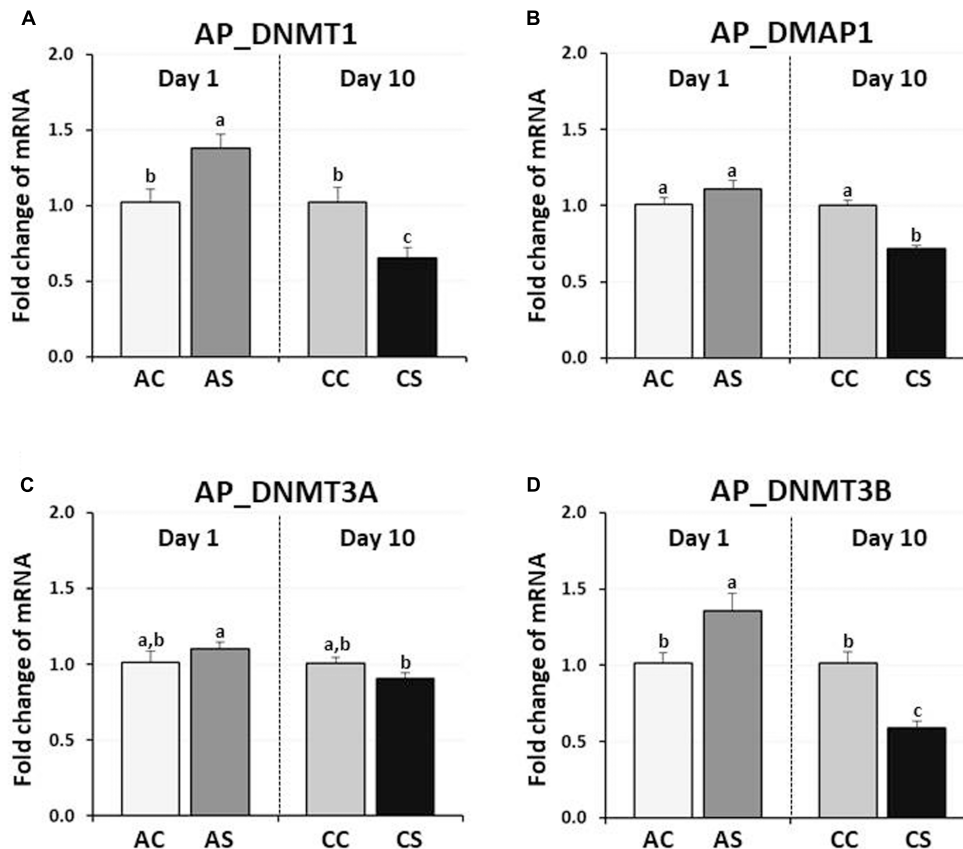 A
AP_DNMT1
Fold change of mRNA
2.0
1.5
1.0
0.5
0.0
Day 1
Day 10
b
a
b
c
AC AS CC CS
B
AP_DMAP1
Fold change of mRNA
2.0
1.5
1.0
0.5
0.0
Day 1
Day 10
a
a
a
b
AC AS CC CS
C
AP_DNMT3A
Fold change of mRNA
2.0
1.5
1.0
0.5
0.0
Day 1
Day 10
a,b
a
a,b
b
AC AS CC CS
D
AP_DNMT3B
Fold change of mRNA
2.0
1.5
1.0
0.5
0.0
Day 1
Day 10
b
a
b
c
AC AS CC CS